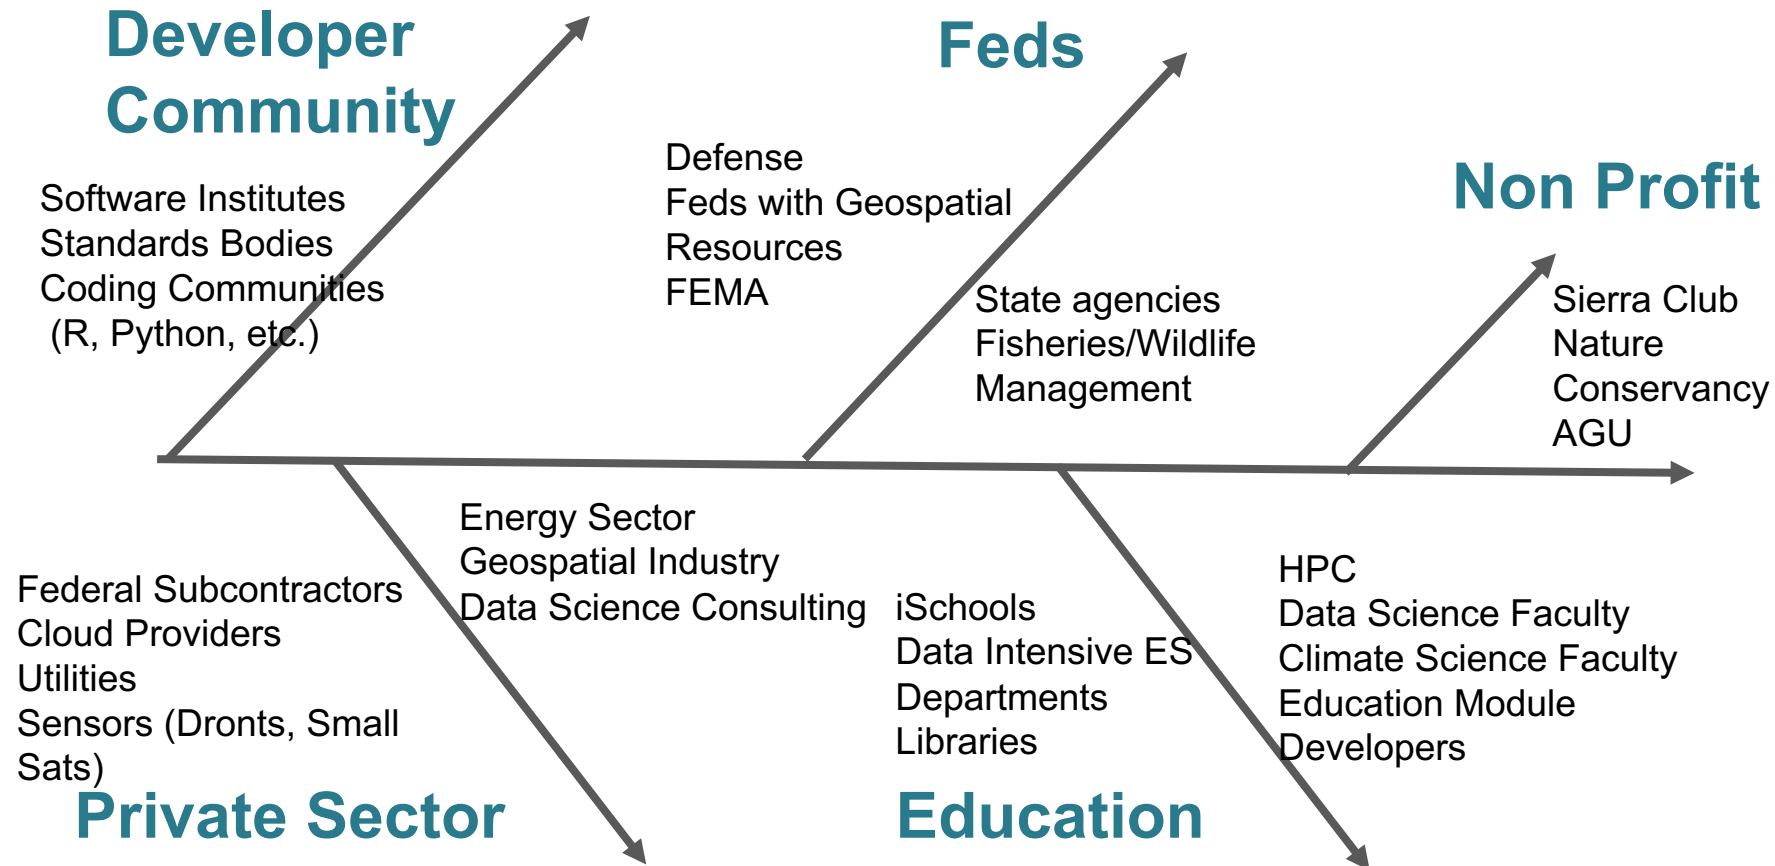 Developer
Community
Software Institutes
Standards Bodies
Coding Communities
(R, Python, etc.)
Feds
Defense
Feds with Geospatial
Resources
FEMA
State agencies
Fisheries/Wildlife
Management
Non Profit
Sierra Club
Nature
Conservancy
AGU
Federal Subcontractors
Cloud Providers
Utilities
Sensors (Dronts, Small
Sats)
Energy Sector
Geospatial Industry
Data Science Consulting
Private Sector
iSchools
Data Intensive ES
Departments
Libraries
HPC
Data Science Faculty
Climate Science Faculty
Education Module
Developers
Education